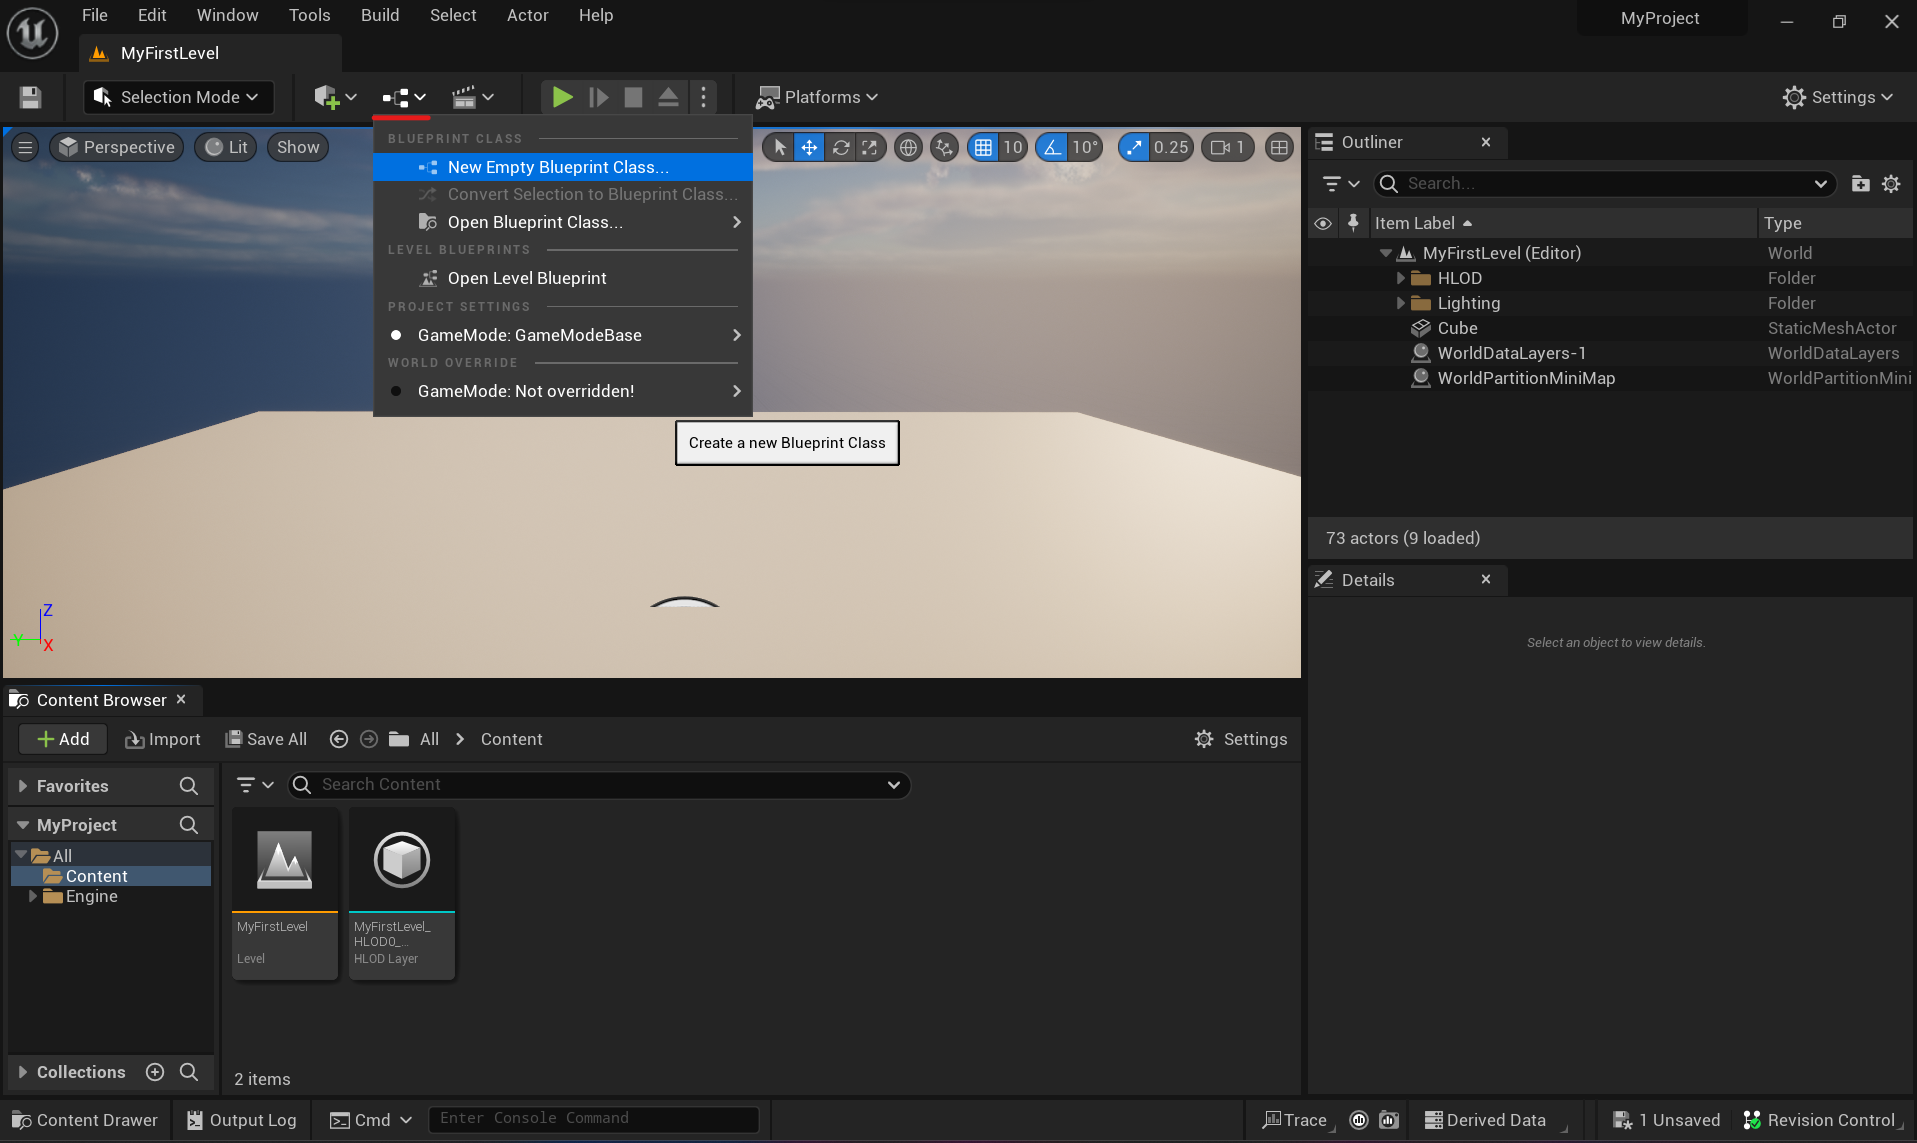 File Edit Window Tools Build Select Actor Help
MyProject
MyFirstLevel
Selection Mode
Platforms
Settings
Perspective Lit Show
10 10° 0.25 1
BLUEPRINT CLASS
New Empty Blueprint Class...
Convert Selection to Blueprint Class...
Open Blueprint Class...
LEVEL BLUEPRINTS
Open Level Blueprint
PROJECT SETTINGS
GameMode: GameModeBase
WORLD OVERRIDE
GameMode: Not overridden!
Create a new Blueprint Class
Z
Y
X
Outliner
Search...
Item Label Type
MyFirstLevel (Editor) World
HLOD Folder
Lighting Folder
Cube StaticMeshActor
WorldDataLayers-1 WorldDataLayers
WorldPartitionMiniMap WorldPartitionMini
73 actors (9 loaded)
Details
Select an object to view details.
Content Browser
Add Import Save All All Content Settings
Favorites
MyProject
All
Content
Engine
Collections
Search Content
MyFirstLevel
Level
MyFirstLevel_
HLOD0_...
HLOD Layer
2 items
Content Drawer Output Log Cmd Enter Console Command Trace Derived Data 1 Unsaved Revision Control